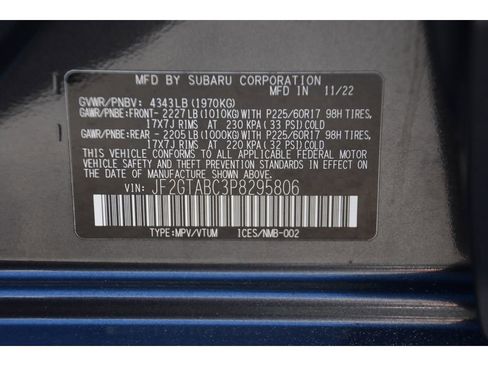 MFD BY SUBARU CORPORATION
MFD IN 11/22
GVWR/PNBV: 4343LB (1970KG)
GAWR/PNBE:FRONT- 2227LB (1010KG) WITH P225/60R17 98H TIRES,
17X7J RIMS AT 230 KPA (33 PSI) COLD
GAWR/PNBE:REAR - 2205LB (1000KG) WITH P225/60R17 98H TIRES,
17X7J RIMS AT 220 KPA (32 PSI) COLD
THIS VEHICLE CONFORMS TO ALL APPLICABLE FEDERAL MOTOR
VEHICLE SAFETY AND THEFT PREVENTION STANDARDS IN EFFECT
ON THE DATE OF MANUFACTURE SHOWN ABOVE.
VIN: JF2GTABC3P8295806
TYPE:MPV/VTUM ICES/NMB-002